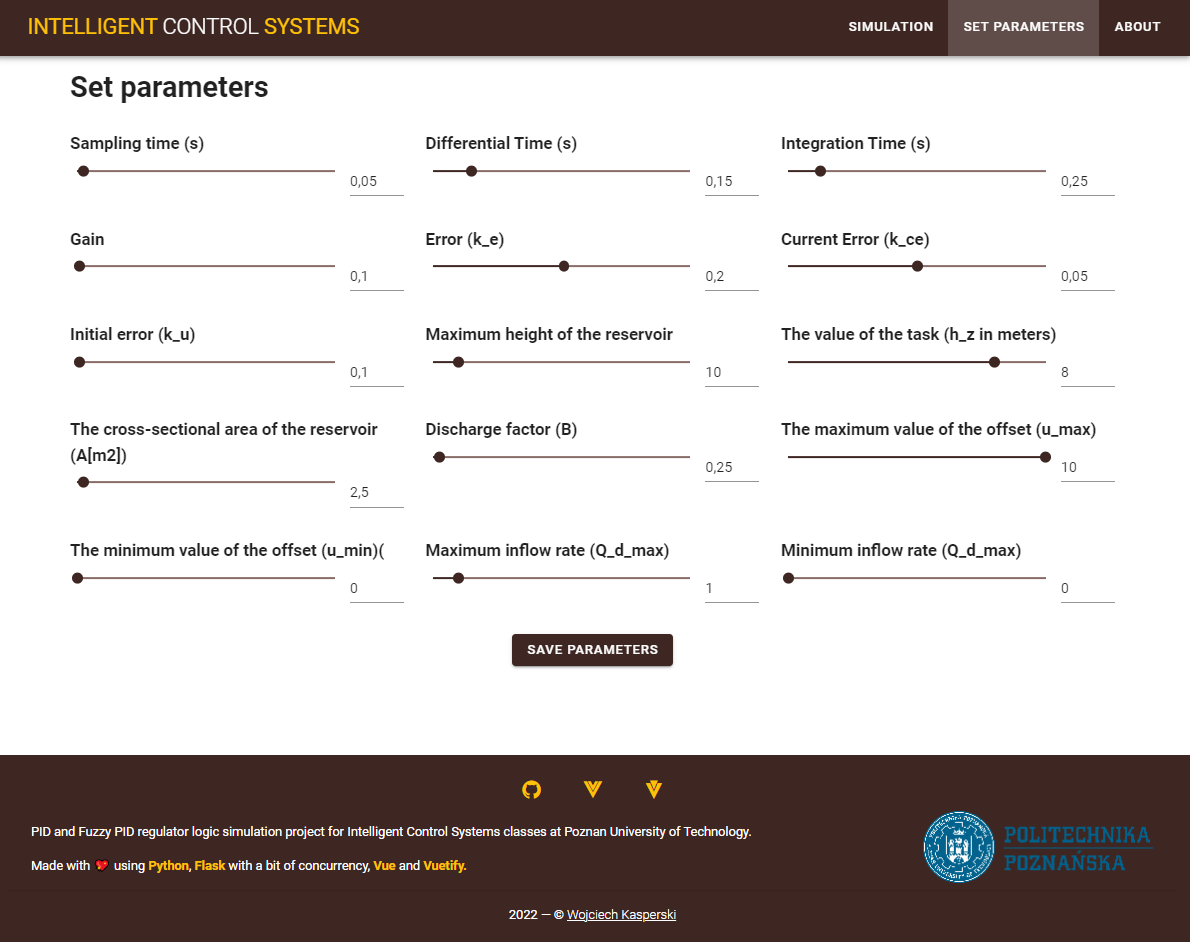 INTELLIGENT CONTROL SYSTEMS
SIMULATION
SET PARAMETERS
ABOUT
Set parameters
Sampling time (s)
0,05
Differential Time (s)
0,15
Integration Time (s)
0,25
Gain
0,1
Error (k_e)
0,2
Current Error (k_ce)
0,05
Initial error (k_u)
0,1
Maximum height of the reservoir
10
The value of the task (h_z in meters)
8
The cross-sectional area of the reservoir
(A[m2])
2,5
Discharge factor (B)
0,25
The maximum value of the offset (u_max)
10
The minimum value of the offset (u_min)(
0
Maximum inflow rate (Q_d_max)
1
Minimum inflow rate (Q_d_max)
0
SAVE PARAMETERS
PID and Fuzzy PID regulator logic simulation project for Intelligent Control Systems classes at Poznan University of Technology.
Made with ❤ using Python, Flask with a bit of concurrency, Vue and Vuetify.
POLITECHNIKA
POZNAŃSKA
2022 — © Wojciech Kasperski